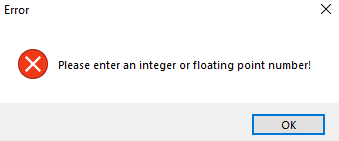 Error
Please enter an integer or floating point number!
OK